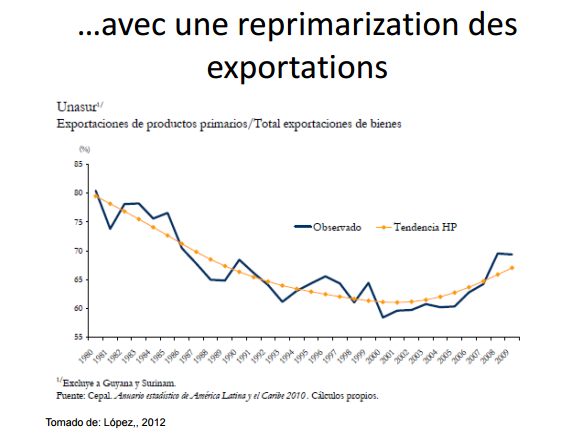 …avec une reprimarization des
exportations
Unasur1/
Exportaciones de productos primarios/Total exportaciones de bienes
(%)
85
80
75
70
65
60
55
Observado
Tendencia HP
1980 1981 1982 1983 1984 1985 1986 1987 1988 1989 1990 1991 1992 1993 1994 1995 1996 1997 1998 1999 2000 2001 2002 2003 2004 2005 2006 2007 2008 2009
1/Excluye a Guyana y Surinam.
Fuente: Cepal. Anuario estadístico de América Latina y el Caribe 2010. Cálculos propios.
Tomado de: López,, 2012